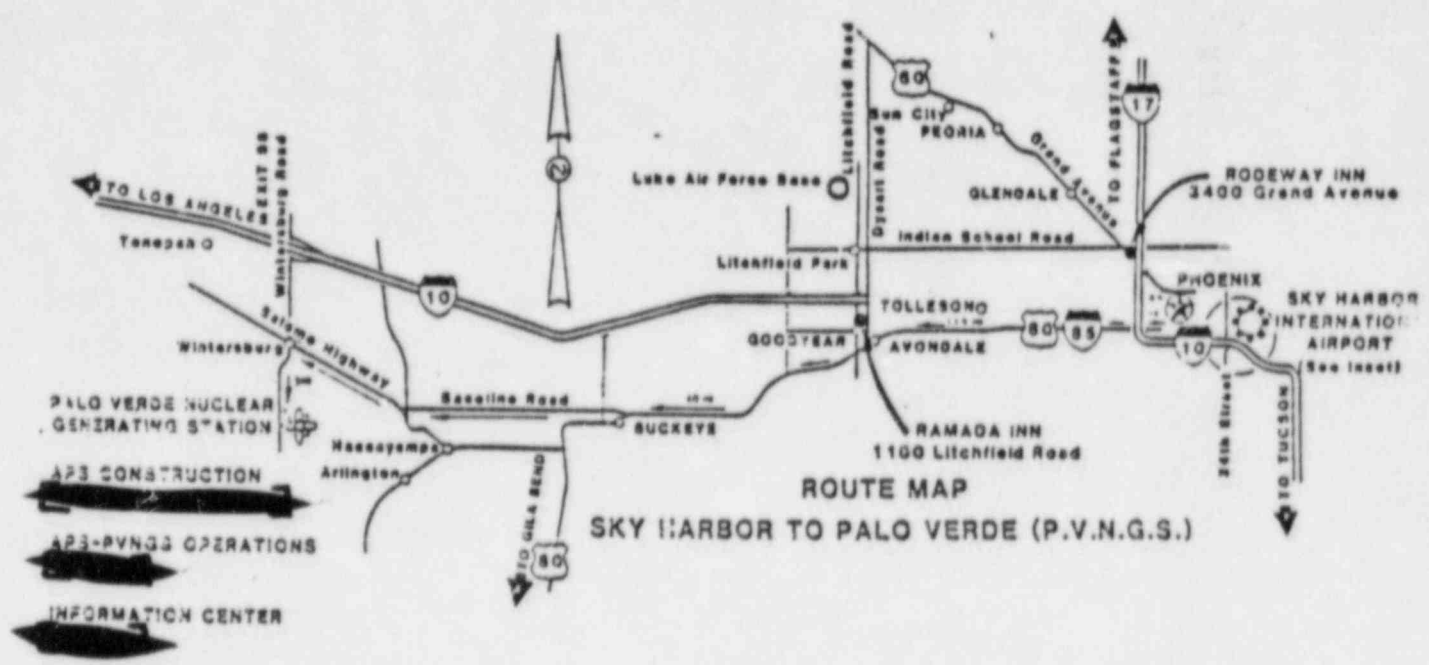 TO LOS ANGELES
EXIT 98
Wintersburg Road
Tonopah
10
Salome Highway
Wintersburg
PALO VERDE NUCLEAR
GENERATING STATION
APS CONSTRUCTION
APS-PVNGS OPERATIONS
INFORMATION CENTER
Baseline Road
Hassayampa
Arlington
BUCKEYE
TO GILA BEND
80
Luke Air Force Base
Litchfield Road
Dysart Road
60
Sun City
PEORIA
Grand Avenue
GLENDALE
TO FLAGSTAFF
17
RODEWAY INN
3400 Grand Avenue
Indian School Road
Litchfield Park
TOLLESON
GOODYEAR
AVONDALE
80
85
PHOENIX
10
SKY HARBOR
INTERNATIONAL
AIRPORT
(See Inset)
24th Street
TO TUCSON
RAMADA INN
1100 Litchfield Road
ROUTE MAP
SKY HARBOR TO PALO VERDE (P.V.N.G.S.)